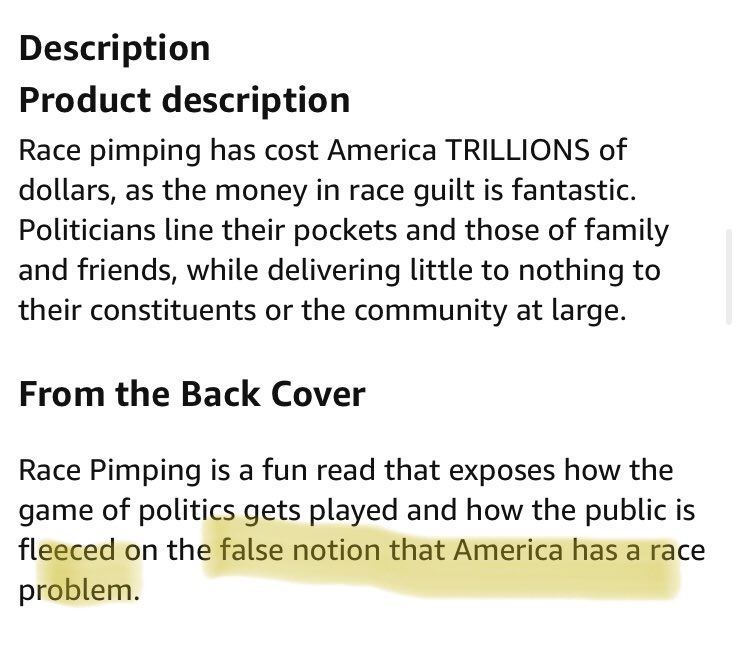 Description
Product description
Race pimping has cost America TRILLIONS of
dollars, as the money in race guilt is fantastic.
Politicians line their pockets and those of family
and friends, while delivering little to nothing to
their constituents or the community at large.
From the Back Cover
Race Pimping is a fun read that exposes how the
game of politics gets played and how the public is
fleeced on the false notion that America has a race
problem.